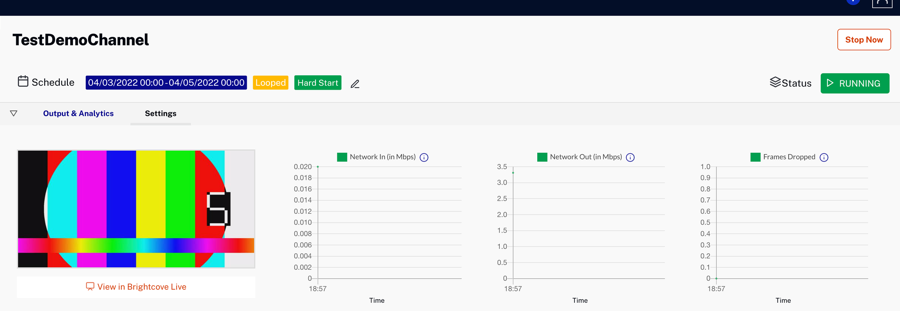 TestDemoChannel
Stop Now
Schedule 04/03/2022 00:00-04/05/2022 00:00 Looped Hard Start
Status RUNNING
Output & Analytics Settings
5
View in Brightcove Live
Network In (in Mbps)
0.020
0.018
0.016
0.014
0.012
0.010
0.008
0.006
0.004
0.002
0
18:57
Time
Network Out (in Mbps)
3.5
3.0
2.5
2.0
1.5
1.0
0.5
0
18:57
Time
Frames Dropped
1.0
0.9
0.8
0.7
0.6
0.5
0.4
0.3
0.2
0.1
0
18:57
Time